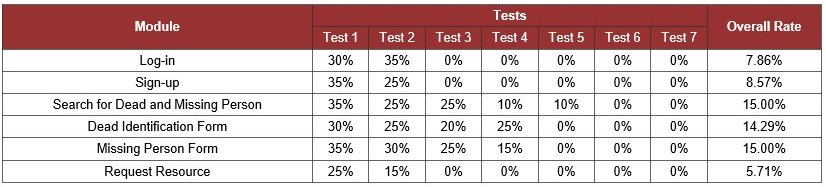 Module Tests Overall Rate
Test 1 Test 2 Test 3 Test 4 Test 5 Test 6 Test 7
Log-in 30% 35% 0% 0% 0% 0% 0% 7.86%
Sign-up 35% 25% 0% 0% 0% 0% 0% 8.57%
Search for Dead and Missing Person 35% 25% 25% 10% 10% 0% 0% 15.00%
Dead Identification Form 30% 25% 20% 25% 0% 0% 0% 14.29%
Missing Person Form 35% 30% 25% 15% 0% 0% 0% 15.00%
Request Resource 25% 15% 0% 0% 0% 0% 0% 5.71%